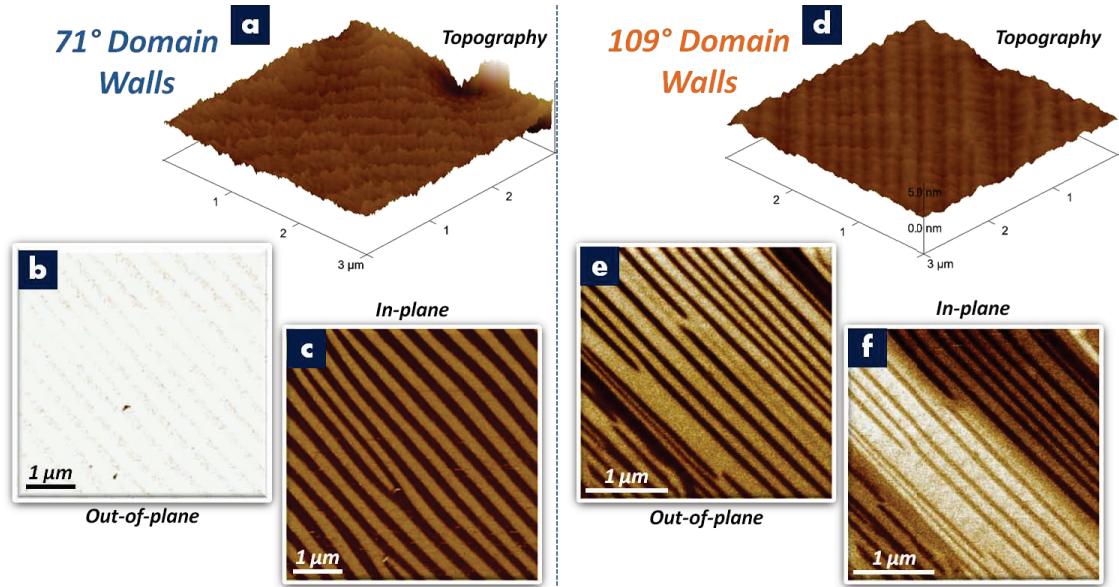 71° Domain
Walls
a
Topography
1
2
3 µm
1
2
b
1 µm
Out-of-plane
In-plane
c
1 µm
109° Domain
Walls
d
Topography
2
1
5.0 nm
0.0 nm
3 µm
2
1
e
1 µm
Out-of-plane
In-plane
f
1 µm